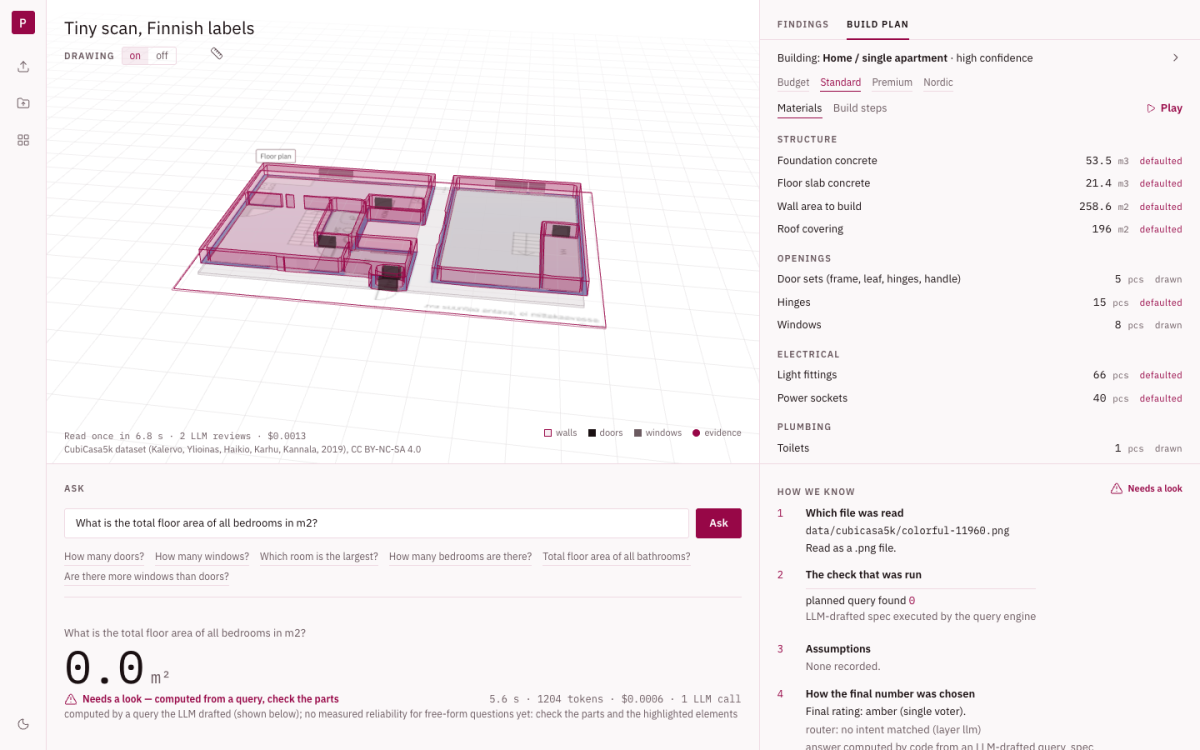 P
Tiny scan, Finnish labels
DRAWING on off
Floor plan
Read once in 6.8 s · 2 LLM reviews · $0.0013
CubiCasa5k dataset (Kalervo, Ylioinas, Haikio, Karhu, Kannala, 2019), CC BY-NC-SA 4.0
walls doors windows evidence
ASK
What is the total floor area of all bedrooms in m2?
Ask
How many doors? How many windows? Which room is the largest? How many bedrooms are there? Total floor area of all bathrooms?
Are there more windows than doors?
What is the total floor area of all bedrooms in m2?
0.0 m²
Needs a look — computed from a query, check the parts
5.6 s · 1204 tokens · $0.0006 · 1 LLM call
computed by a query the LLM drafted (shown below); no measured reliability for free-form questions yet: check the parts and the highlighted elements
FINDINGS BUILD PLAN
Building: Home / single apartment · high confidence
Budget Standard Premium Nordic
Materials Build steps Play
STRUCTURE
Foundation concrete 53.5 m3 defaulted
Floor slab concrete 21.4 m3 defaulted
Wall area to build 258.6 m2 defaulted
Roof covering 196 m2 defaulted
OPENINGS
Door sets (frame, leaf, hinges, handle) 5 pcs drawn
Hinges 15 pcs defaulted
Windows 8 pcs drawn
ELECTRICAL
Light fittings 66 pcs defaulted
Power sockets 40 pcs defaulted
PLUMBING
Toilets 1 pcs drawn
HOW WE KNOW
Needs a look
1 Which file was read
data/cubicasa5k/colorful-11960.png
Read as a .png file.
2 The check that was run
planned query found 0
LLM-drafted spec executed by the query engine
3 Assumptions
None recorded.
4 How the final number was chosen
Final rating: amber (single voter).
router: no intent matched (layer llm)
answer computed by code from an LLM-drafted query spec